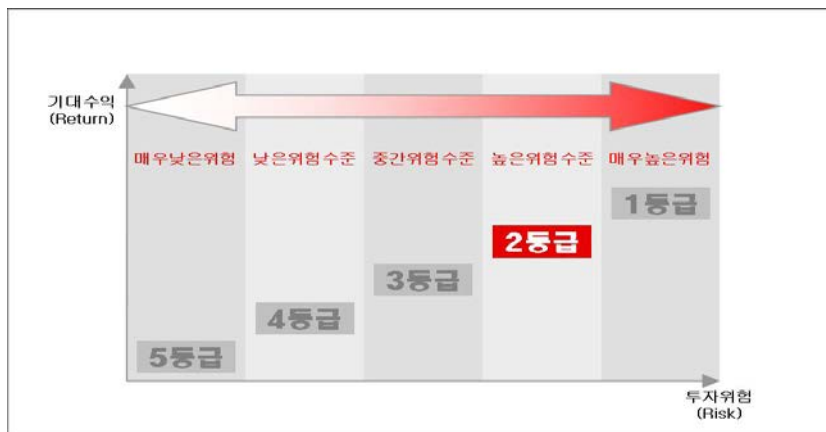 기대수익
(Return)
매우낮은위험 낮은위험수준 중간위험수준 높은위험수준 매우높은위험
1등급
2등급
3등급
4등급
5등급
투자위험
(Risk)